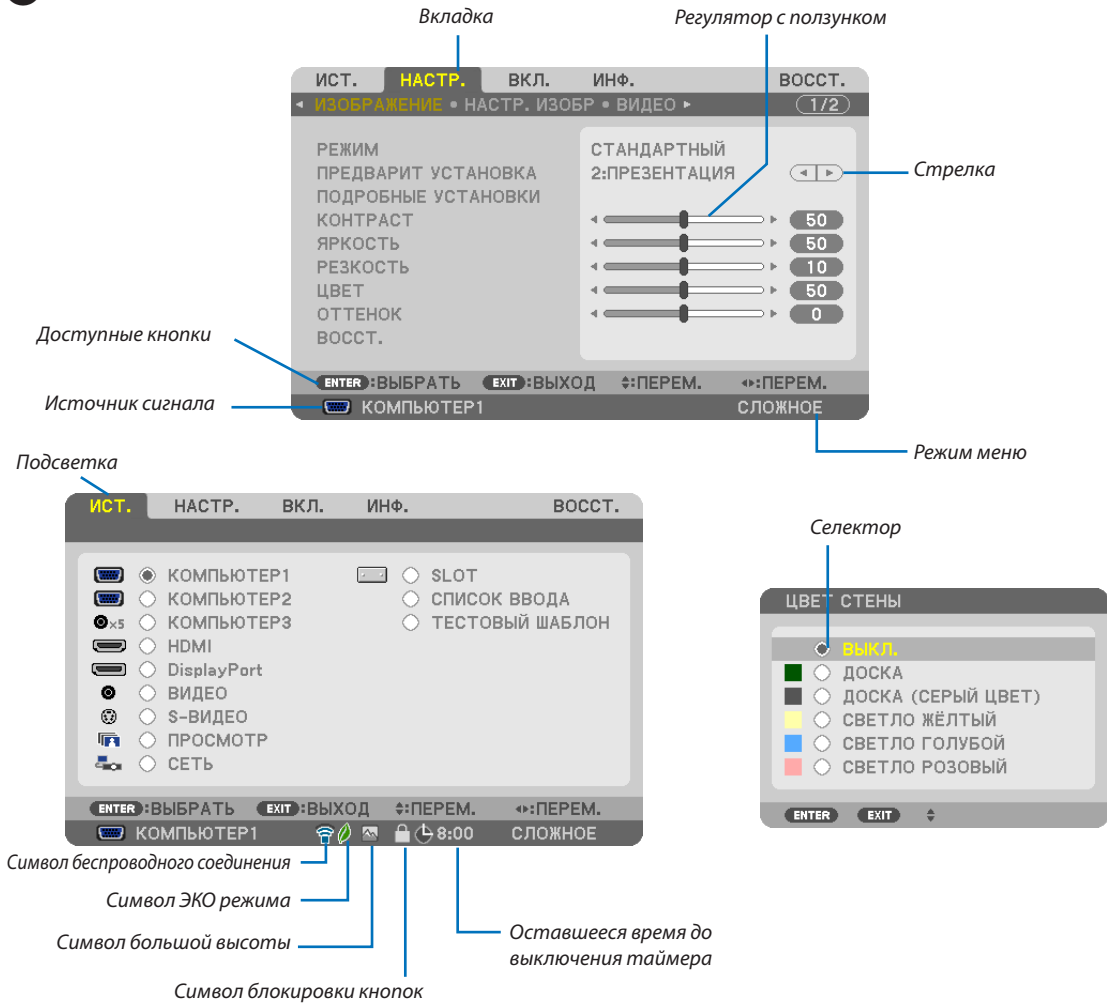 Вкладка
Регулятор с ползунком
ИСТ. НАСТР. ВКЛ. ИНФ. ВОССТ.
ИЗОБРАЖЕНИЕ • НАСТР. ИЗОБР • ВИДЕО 1/2
РЕЖИМ СТАНДАРТНЫЙ
ПРЕДВАРИТ УСТАНОВКА 2:ПРЕЗЕНТАЦИЯ
Стрелка
ПОДРОБНЫЕ УСТАНОВКИ
КОНТРАСТ 50
ЯРКОСТЬ 50
РЕЗКОСТЬ 10
ЦВЕТ 50
ОТТЕНОК 0
ВОССТ.
Доступные кнопки
ENTER:ВЫБРАТЬ EXIT:ВЫХОД :ПЕРЕМ. :ПЕРЕМ.
Источник сигнала
КОМПЬЮТЕР1 СЛОЖНОЕ
Режим меню
Подсветка
ИСТ. НАСТР. ВКЛ. ИНФ. ВОССТ.
КОМПЬЮТЕР1 SLOT
КОМПЬЮТЕР2 СПИСОК ВВОДА
×5 КОМПЬЮТЕР3 ТЕСТОВЫЙ ШАБЛОН
HDMI
DisplayPort
ВИДЕО
S-ВИДЕО
ПРОСМОТР
СЕТЬ
ENTER:ВЫБРАТЬ EXIT:ВЫХОД :ПЕРЕМ. :ПЕРЕМ.
КОМПЬЮТЕР1 8:00 СЛОЖНОЕ
Селектор
ЦВЕТ СТЕНЫ
ВЫКЛ.
ДОСКА
ДОСКА (СЕРЫЙ ЦВЕТ)
СВЕТЛО ЖЁЛТЫЙ
СВЕТЛО ГОЛУБОЙ
СВЕТЛО РОЗОВЫЙ
ENTER EXIT
Символ беспроводного соединения
Символ ЭКО режима
Символ большой высоты
Оставшееся время до
выключения таймера
Символ блокировки кнопок